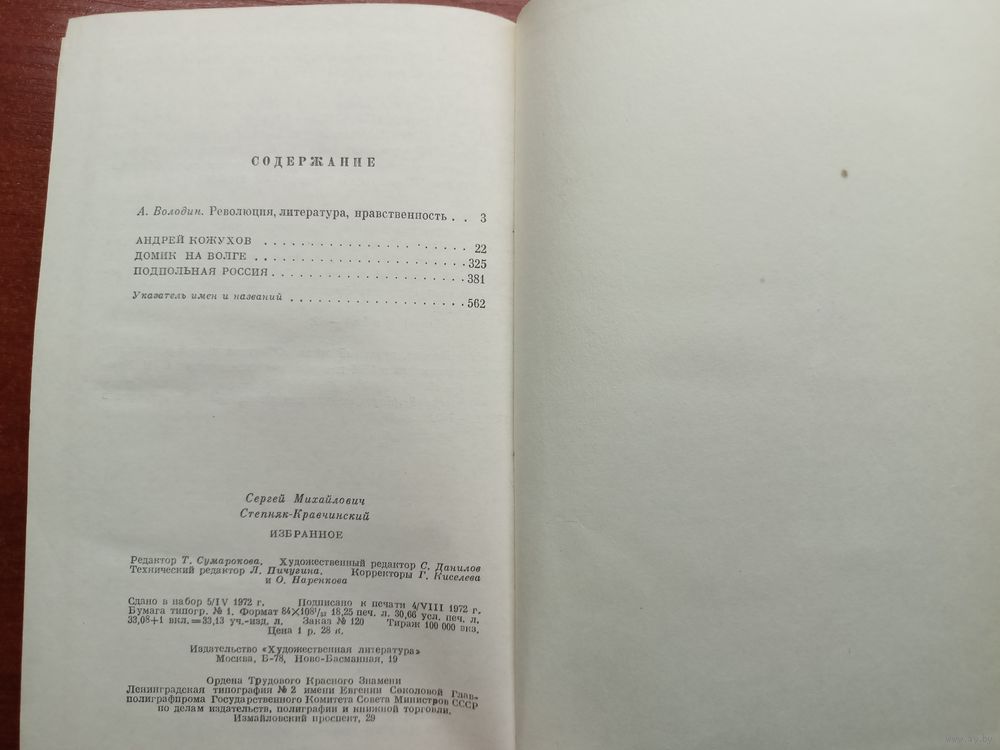 СОДЕРЖАНИЕ
А. Володин. Революция, литература, нравственность . . 3
АНДРЕЙ КОЖУХОВ . . . . . . . . . . . . . . . . . . . . 22
ДОМИК НА ВОЛГЕ . . . . . . . . . . . . . . . . . . . . 325
ПОДПОЛЬНАЯ РОССИЯ . . . . . . . . . . . . . . . . . . . . 381
Указатель имен и названий . . . . . . . . . . . . . . . . . . 562
Сергей Михайлович
Степняк-Кравчинский
ИЗБРАННОЕ
Редактор Т. Сумарокова. Художественный редактор С. Данилов
Технический редактор Л. Пичугина. Корректоры Г. Киселева
и О. Наренкова
Сдано в набор 5/IV 1972 г. Подписано к печати 4/VIII 1972 г.
Бумага типогр. № 1. Формат 84×108¹/₃₂ 18,25 печ. л. 30,66 усл. печ. л.
33,08+1 вкл.=33,13 уч.-изд. л. Заказ № 120 Тираж 100 000 экз.
Цена 1 р. 28 к.
Издательство «Художественная литература»
Москва, Б-78, Ново-Басманная, 19
Ордена Трудового Красного Знамени
Ленинградская типография № 2 имени Евгении Соколовой Глав-
полиграфпрома Государственного Комитета Совета Министров СССР
по делам издательств, полиграфии и книжной торговли.
Измайловский проспект, 29
www.ay.by